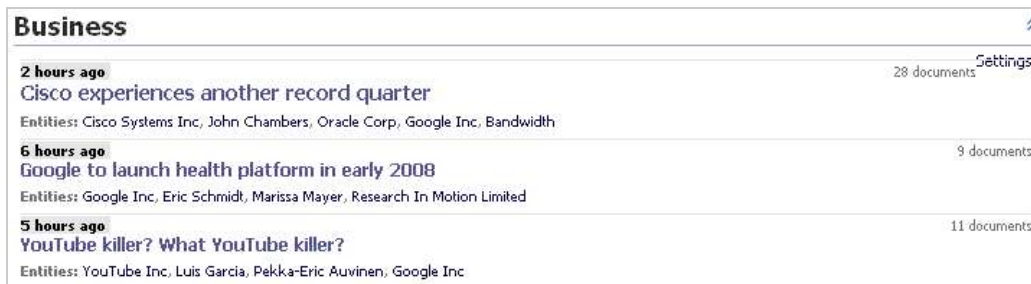 Business
Settings
2 hours ago 28 documents
Cisco experiences another record quarter
Entities: Cisco Systems Inc, John Chambers, Oracle Corp, Google Inc, Bandwidth
6 hours ago 9 documents
Google to launch health platform in early 2008
Entities: Google Inc, Eric Schmidt, Marissa Mayer, Research In Motion Limited
5 hours ago 11 documents
YouTube killer? What YouTube killer?
Entities: YouTube Inc, Luis Garcia, Pekka-Eric Auvinen, Google Inc